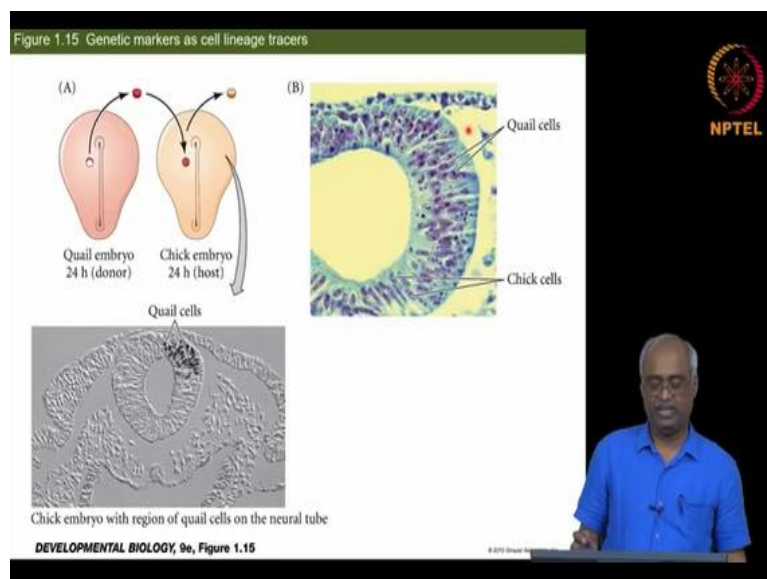 Figure 1.15 Genetic markers as cell lineage tracers
NPTEL
(A)
(B)
Quail cells
Chick cells
Quail embryo
24 h (donor)
Chick embryo
24 h (host)
Quail cells
Chick embryo with region of quail cells on the neural tube
DEVELOPMENTAL BIOLOGY, 9e, Figure 1.15